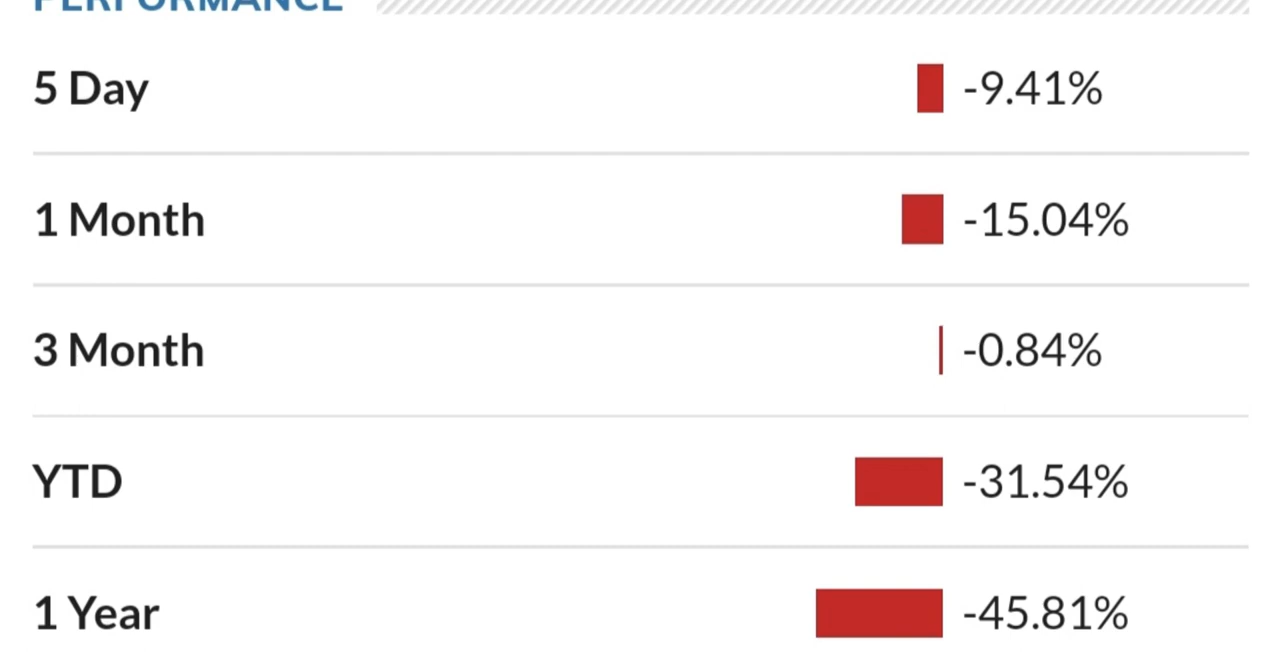 PERFORMANCE
5 Day -9.41%
1 Month -15.04%
3 Month -0.84%
YTD -31.54%
1 Year -45.81%